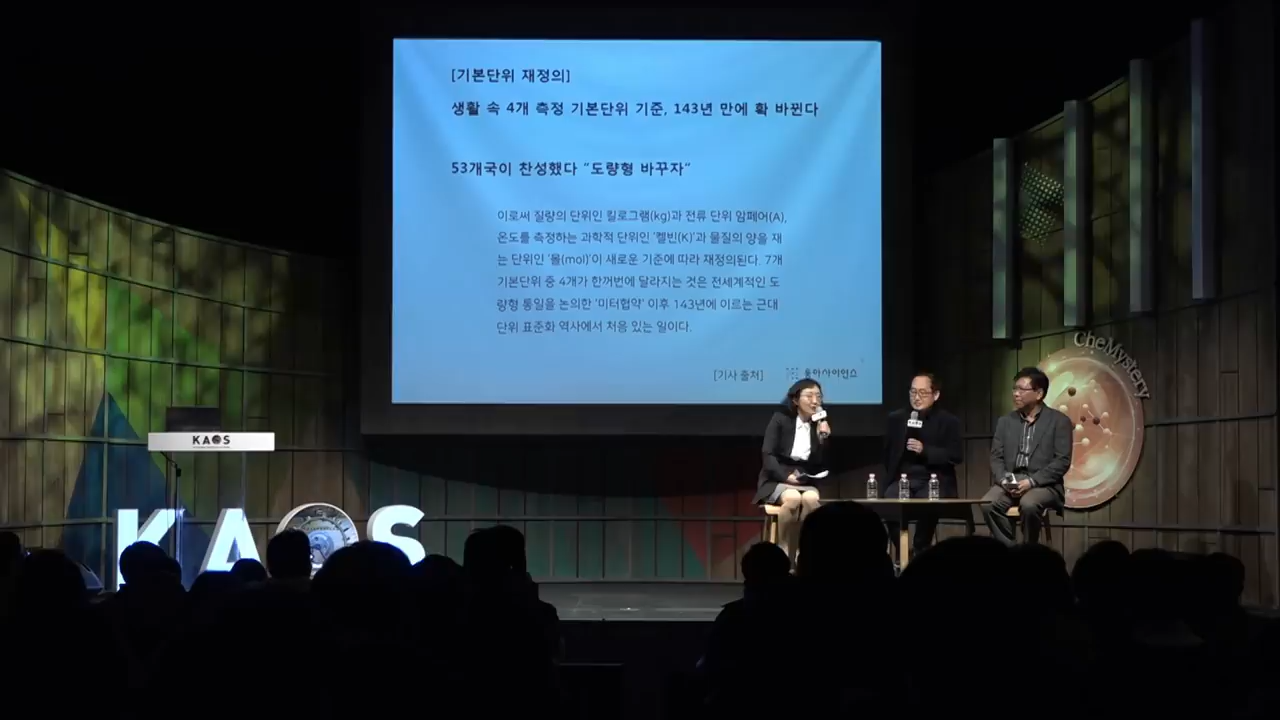 [기본단위 재정의]
생활 속 4개 측정 기본단위 기준, 143년 만에 확 바뀐다
53개국이 찬성했다 “도량형 바꾸자”
이로써 질량의 단위인 킬로그램(kg)과 전류 단위 암페어(A),
온도를 측정하는 과학적 단위인 '켈빈(K)'과 물질의 양을 재
는 단위인 '몰(mol)'이 새로운 기준에 따라 재정의된다. 7개
기본단위 중 4개가 한꺼번에 달라지는 것은 전세계적인 도
량형 통일을 논의한 '미터협약' 이후 143년에 이르는 근대
단위 표준화 역사에서 처음 있는 일이다.
[기사 출처] 동아사이언스
CheMystery
KAOS
KAOS